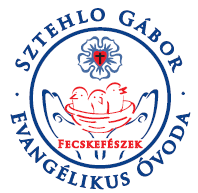 SZTEHLO GÁBOR
FECSKEFÉSZEK
· EVANGÉLIKUS ÓVODA ·